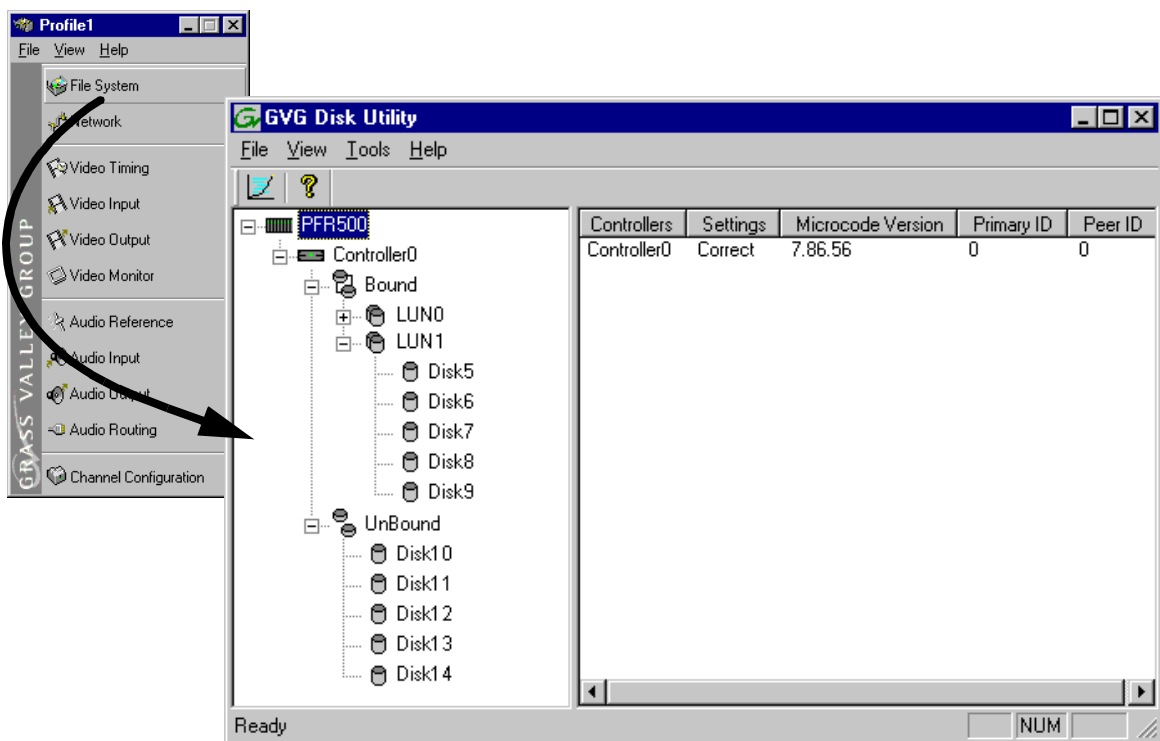 Profile1
File View Help
File System
Network
Video Timing
Video Input
Video Output
Video Monitor
Audio Reference
Audio Input
Audio Output
Audio Routing
Channel Configuration
GRASS VALLEY GROUP
GVG Disk Utility
File View Tools Help
PFR500
Controller0
Bound
LUN0
LUN1
Disk5
Disk6
Disk7
Disk8
Disk9
UnBound
Disk10
Disk11
Disk12
Disk13
Disk14
Controllers Settings Microcode Version Primary ID Peer ID
Controller0 Correct 7.86.56 0 0
Ready NUM